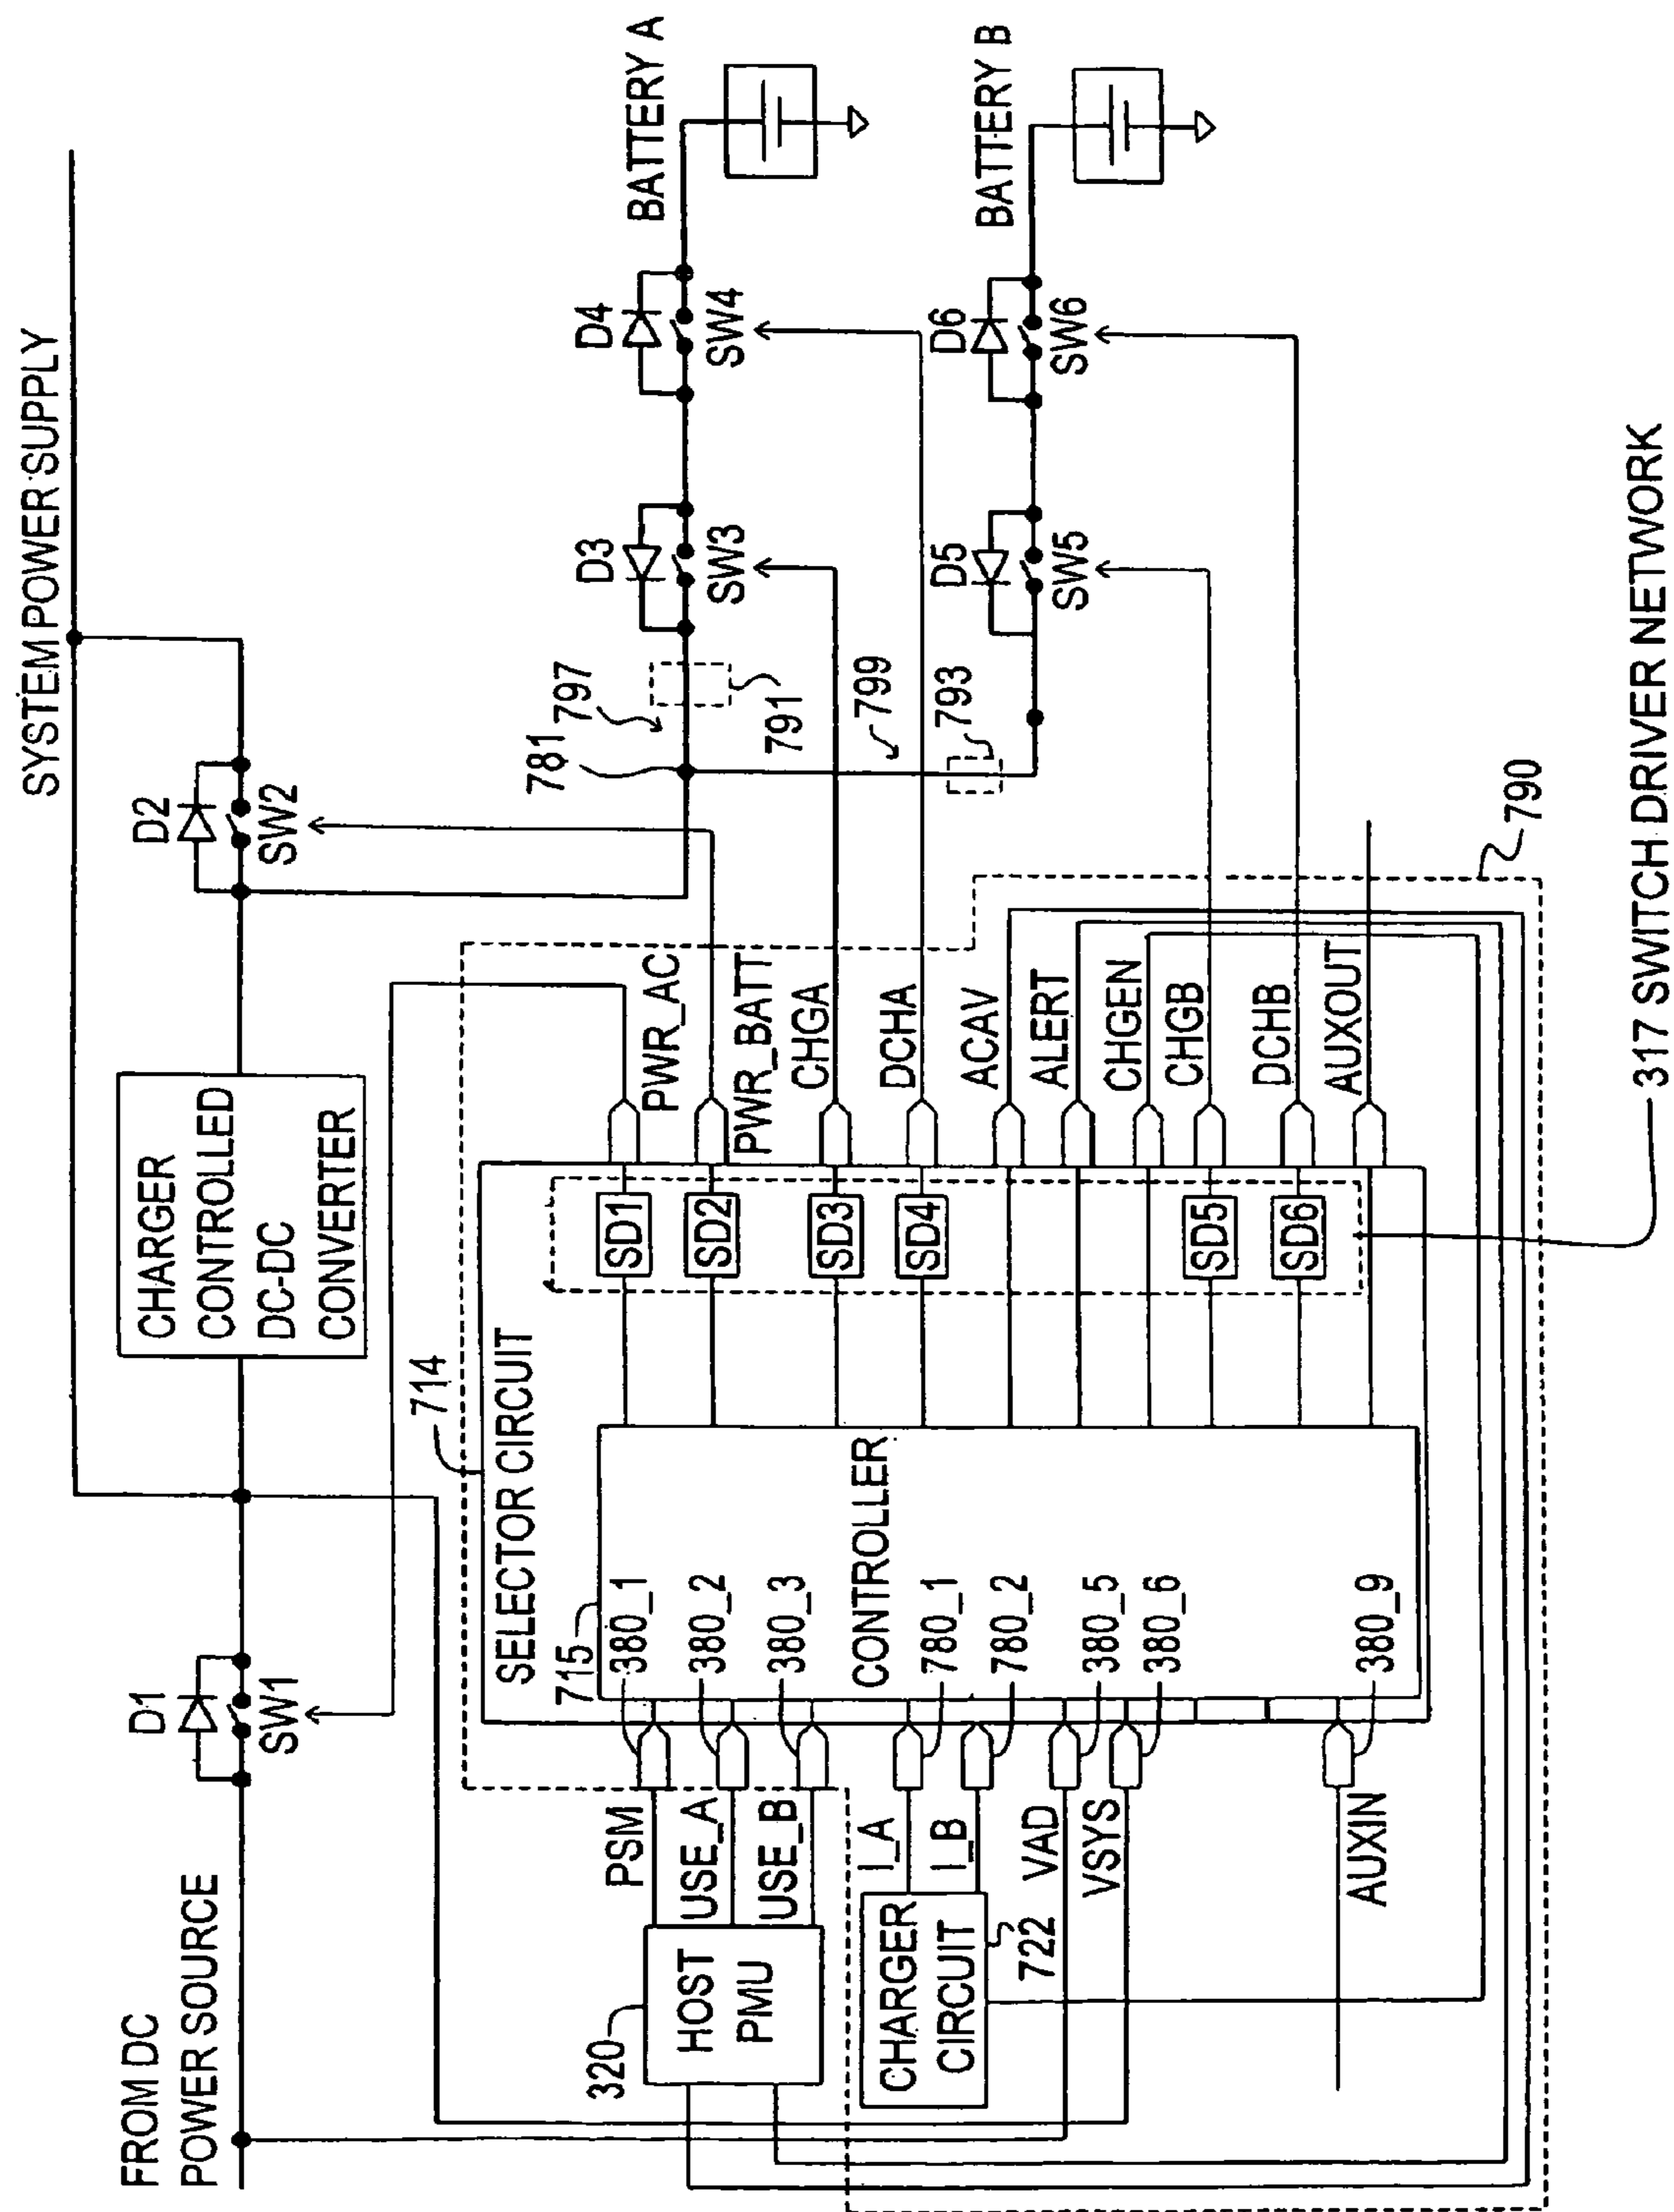 SYSTEM POWER SUPPLY
FROM DC
POWER SOURCE
D1
SW1
CHARGER
CONTROLLED
DC-DC
CONVERTER
D2
SW2
D3
SW3
D4
SW4
BATTERY A
781
797
791
799
793
D5
SW5
D6
SW6
BATTERY B
714
SELECTOR CIRCUIT
715
CONTROLLER
320
HOST
PMU
PSM
USE_A
USE_B
380_1
380_2
380_3
CHARGER
CIRCUIT
722
I_A
I_B
VAD
VSYS
AUXIN
780_1
780_2
380_5
380_6
380_9
SD1
SD2
SD3
SD4
SD5
SD6
PWR_AC
PWR_BATT
CHGA
DCHA
ACAV
ALERT
CHGEN
CHGB
DCHB
AUXOUT
790
317 SWITCH DRIVER NETWORK